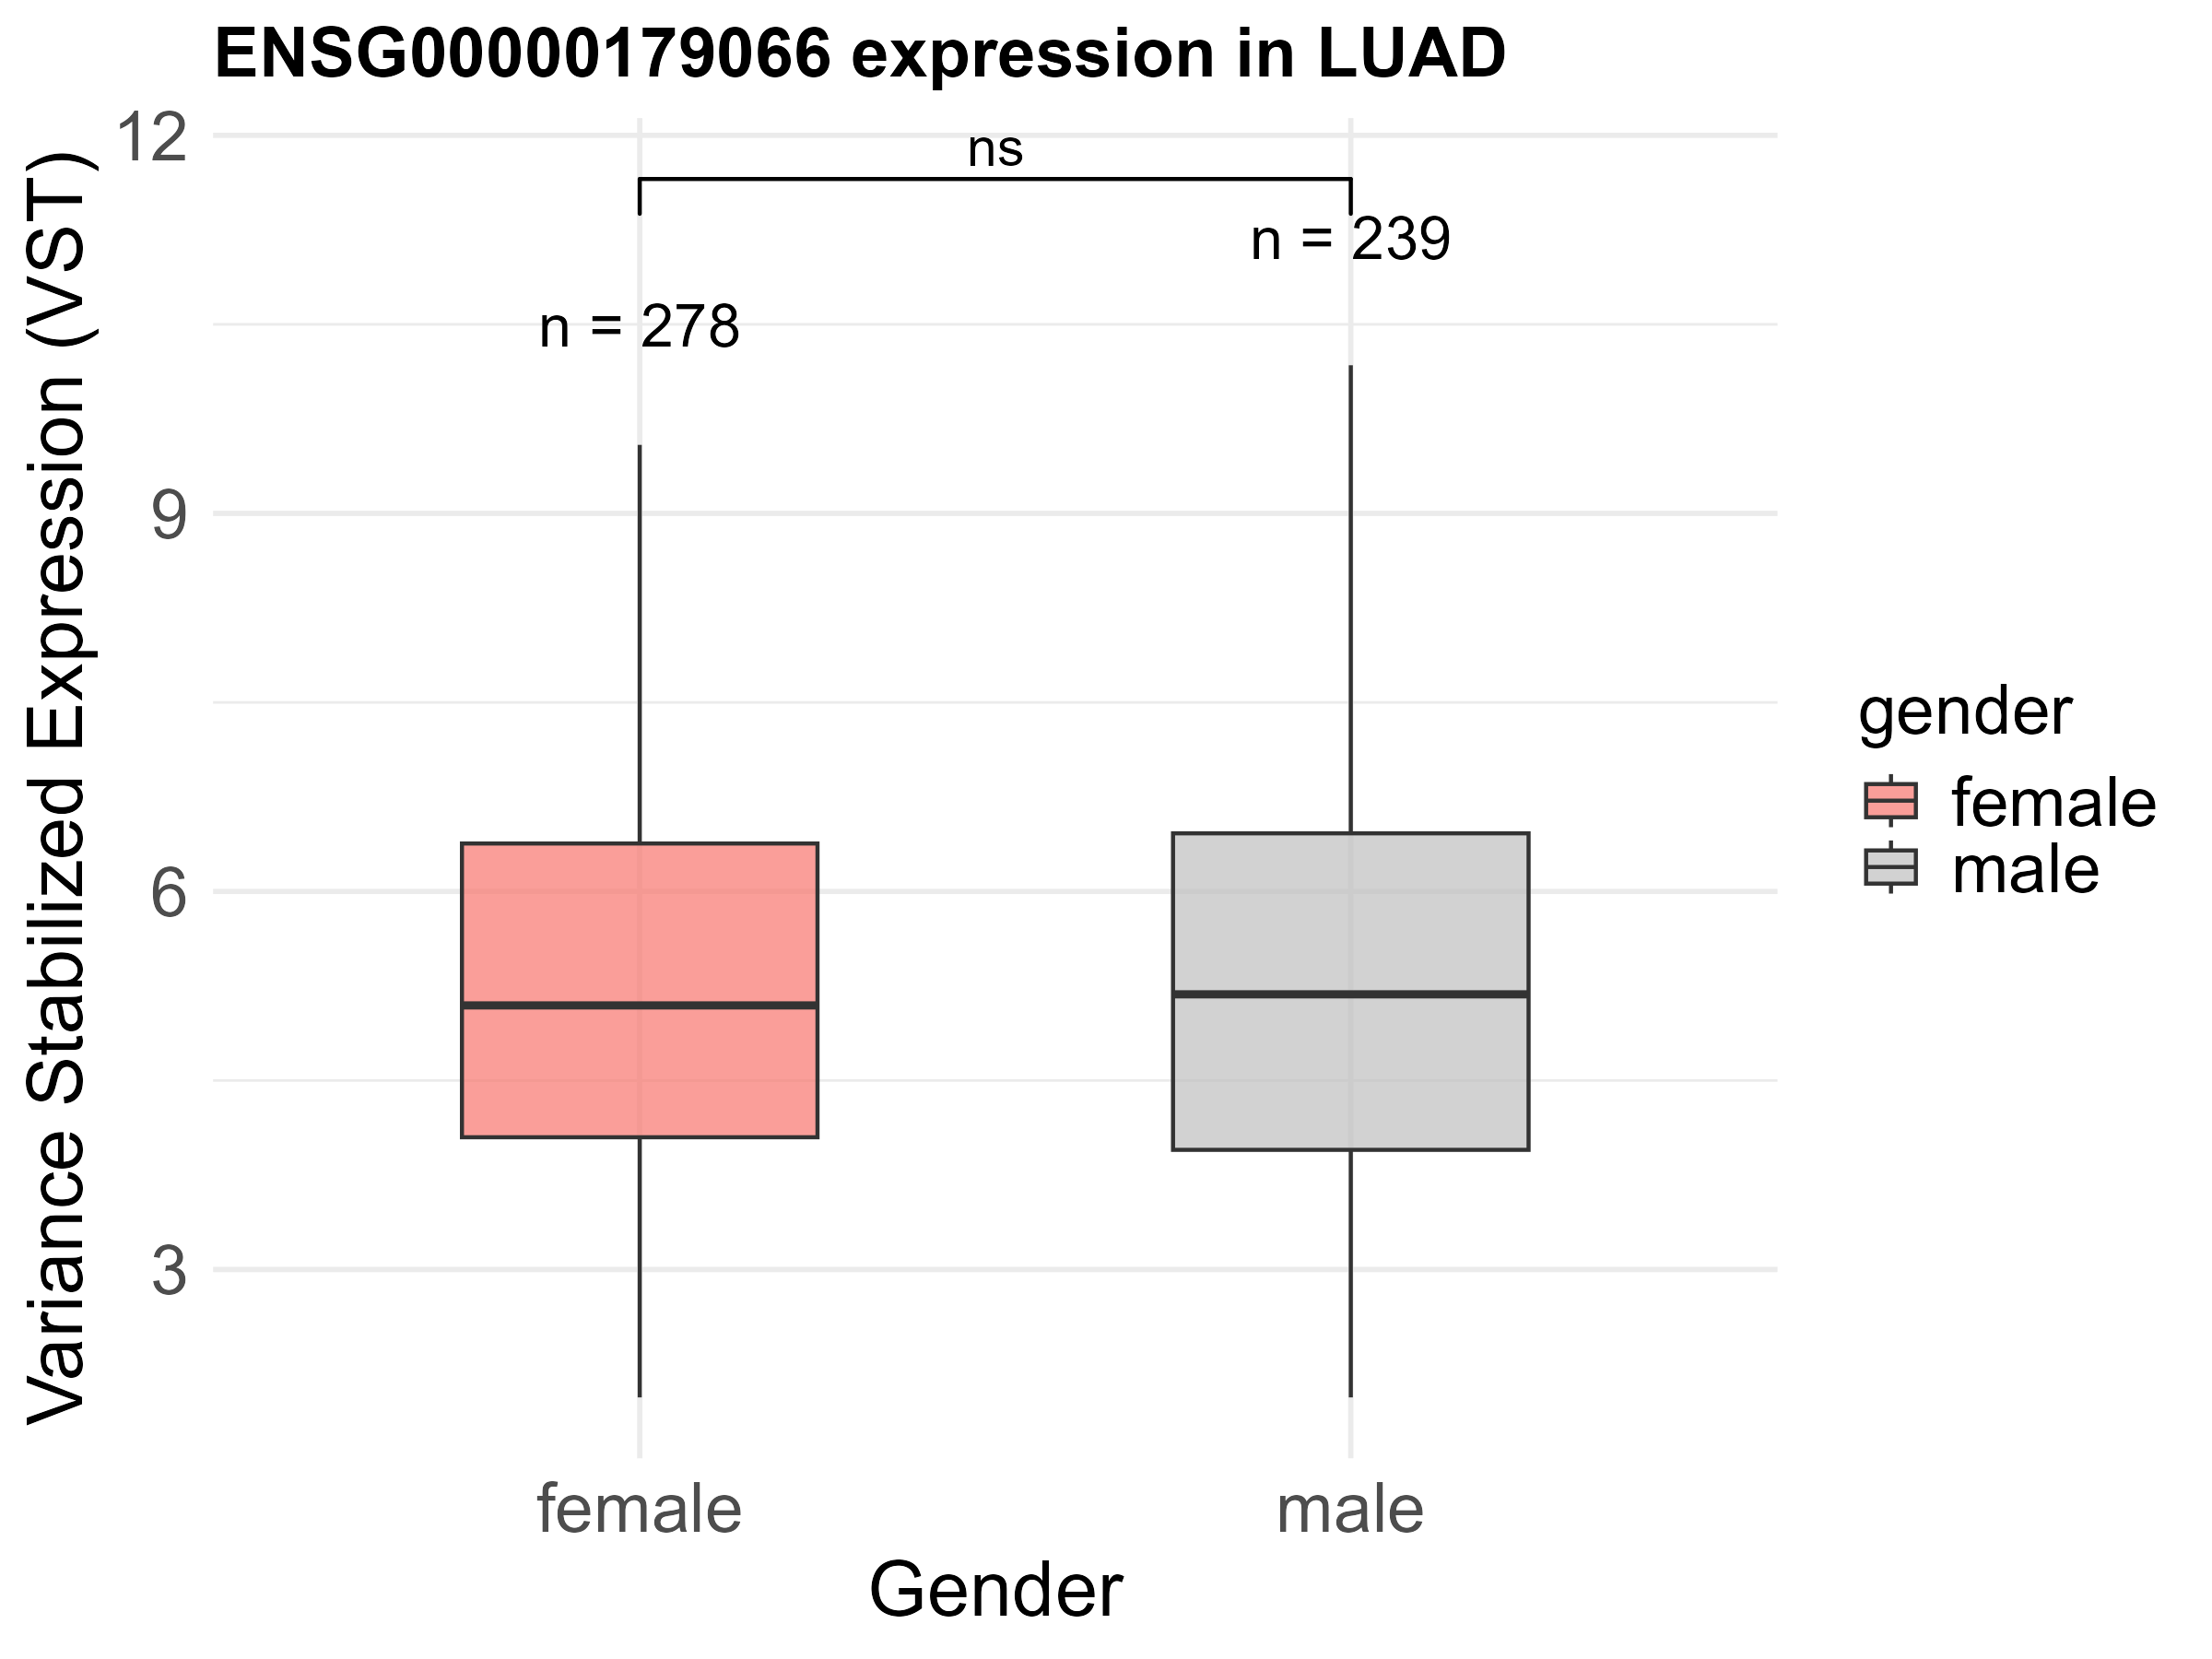 ENSG00000179066 expression in LUAD
Variance Stabilized Expression (VST)
12
9
6
3
ns
n = 239
n = 278
female
male
Gender
gender
female
male